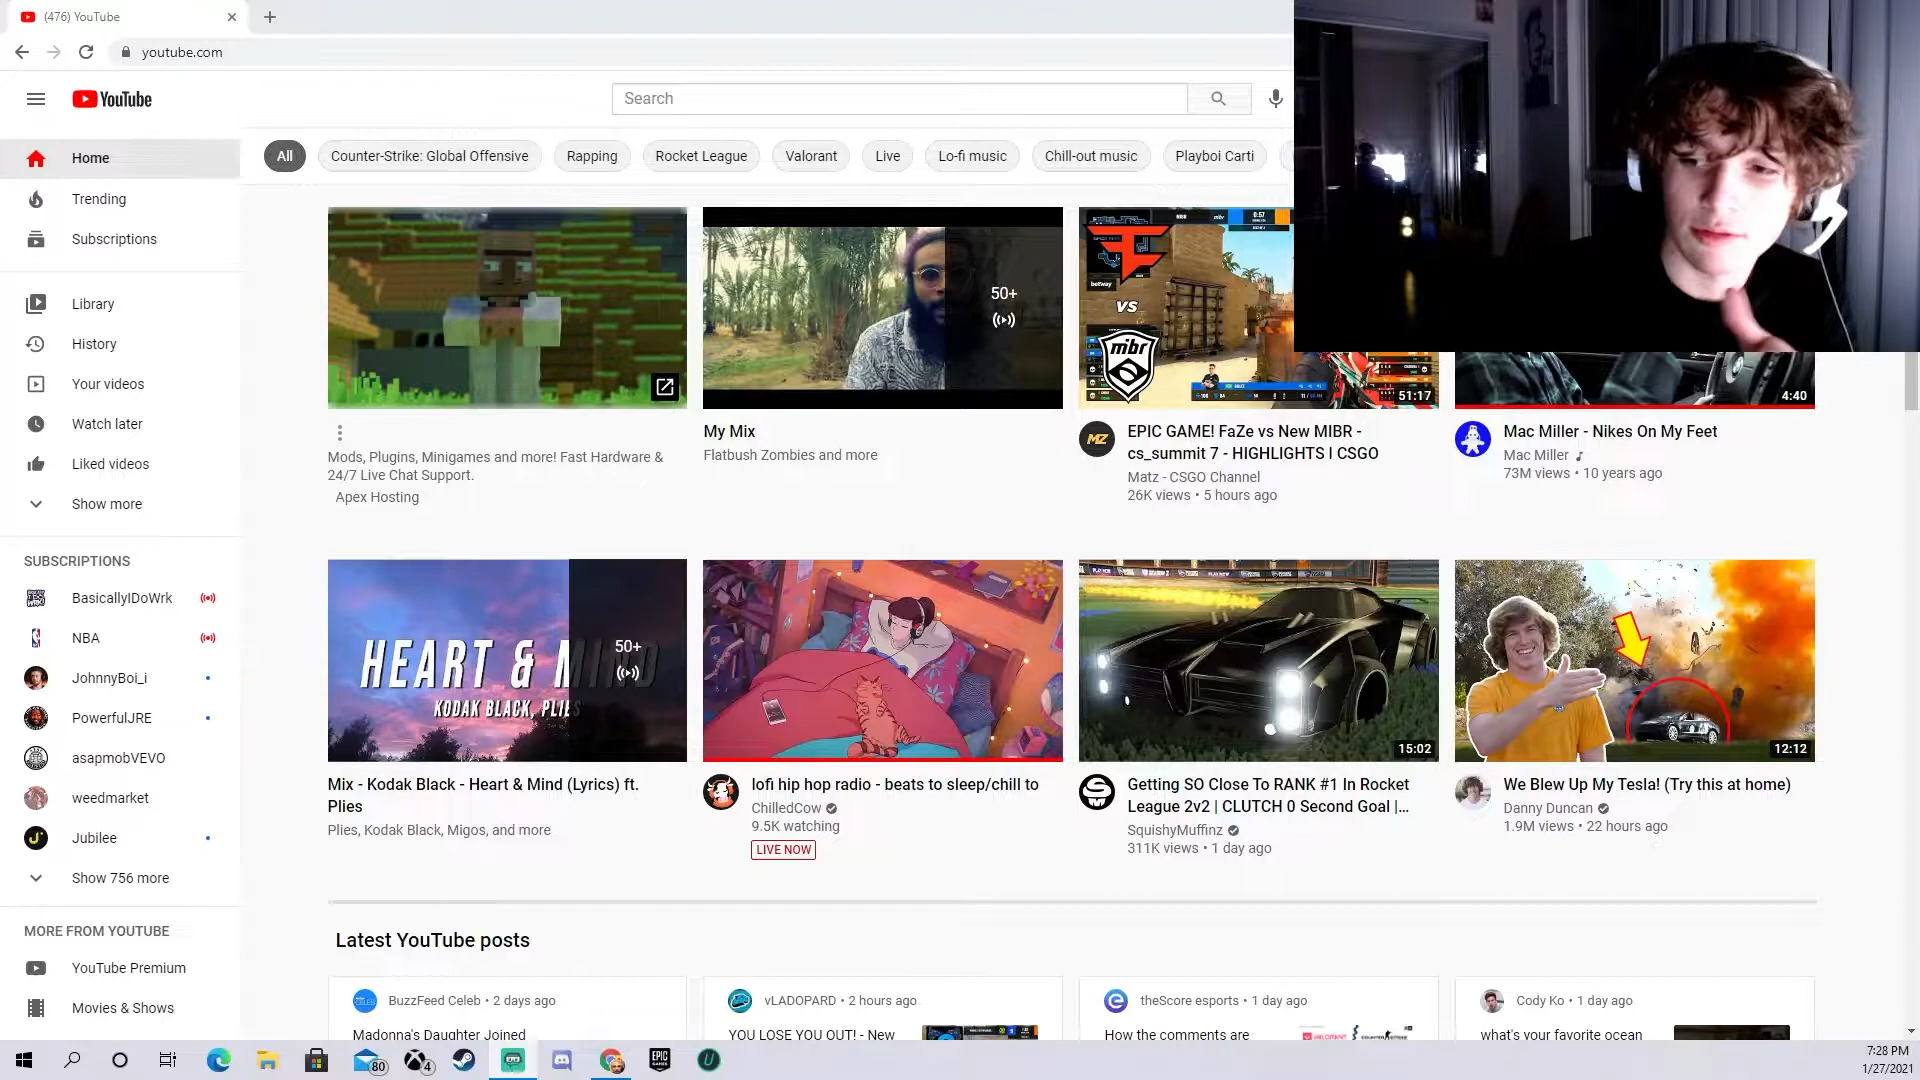 (476) YouTube
youtube.com
YouTube
Search
Home
Trending
Subscriptions
Library
History
Your videos
Watch later
Liked videos
Show more
SUBSCRIPTIONS
BasicallyIDoWrk
NBA
JohnnyBoi_i
PowerfulJRE
asapmobVEVO
weedmarket
Jubilee
Show 756 more
MORE FROM YOUTUBE
YouTube Premium
Movies & Shows
All
Counter-Strike: Global Offensive
Rapping
Rocket League
Valorant
Live
Lo-fi music
Chill-out music
Playboi Carti
Mods, Plugins, Minigames and more! Fast Hardware &
24/7 Live Chat Support.
Apex Hosting
50+
My Mix
Flatbush Zombies and more
0:57
betway
VS
mibr
51:17
MZ
EPIC GAME! FaZe vs New MIBR -
cs_summit 7 - HIGHLIGHTS l CSGO
Matz - CSGO Channel
26K views • 5 hours ago
4:40
Mac Miller - Nikes On My Feet
Mac Miller
73M views • 10 years ago
HEART & MIND
KODAK BLACK, PLIES
50+
Mix - Kodak Black - Heart & Mind (Lyrics) ft.
Plies
Plies, Kodak Black, Migos, and more
lofi hip hop radio - beats to sleep/chill to
ChilledCow
9.5K watching
LIVE NOW
15:02
Getting SO Close To RANK #1 In Rocket
League 2v2 | CLUTCH 0 Second Goal |...
SquishyMuffinz
311K views • 1 day ago
12:12
We Blew Up My Tesla! (Try this at home)
Danny Duncan
1.9M views • 22 hours ago
Latest YouTube posts
BuzzFeed Celeb • 2 days ago
Madonna's Daughter Joined
vLADOPARD • 2 hours ago
YOU LOSE YOU OUT! - New
theScore esports • 1 day ago
How the comments are
Cody Ko • 1 day ago
what's your favorite ocean
80
4
EPIC GAMES
7:28 PM
1/27/2021